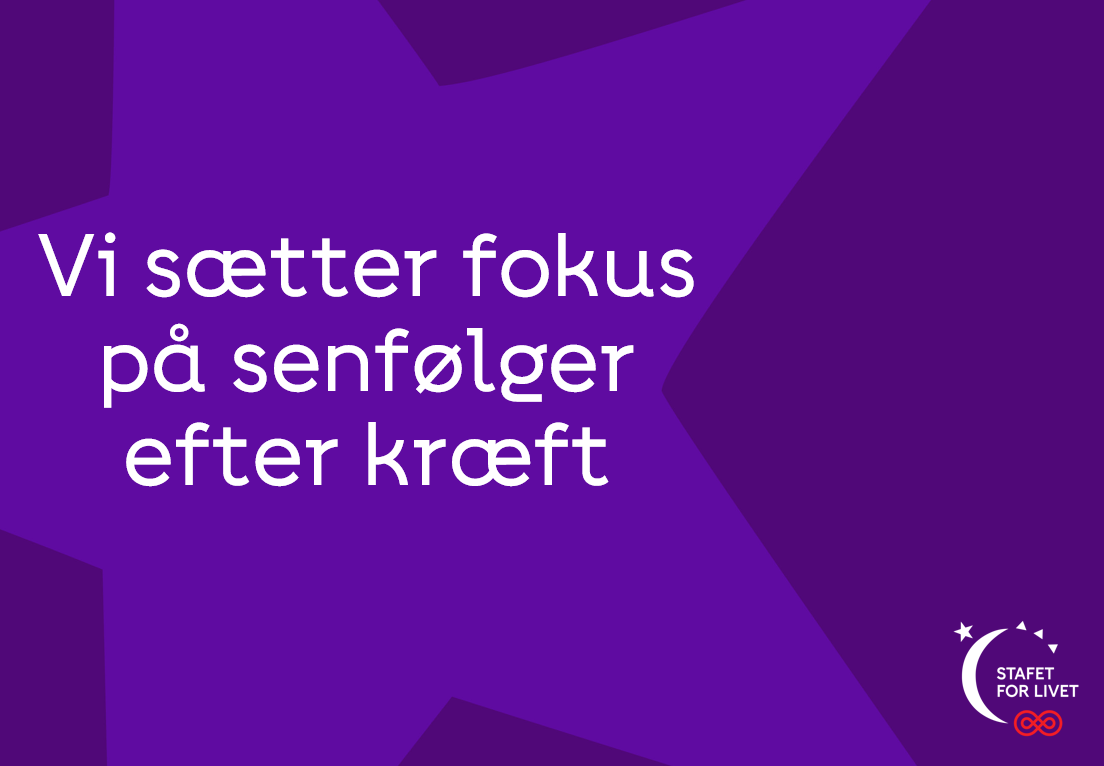 Vi sætter fokus
på senfølger
efter kræft
STAFET
FOR LIVET